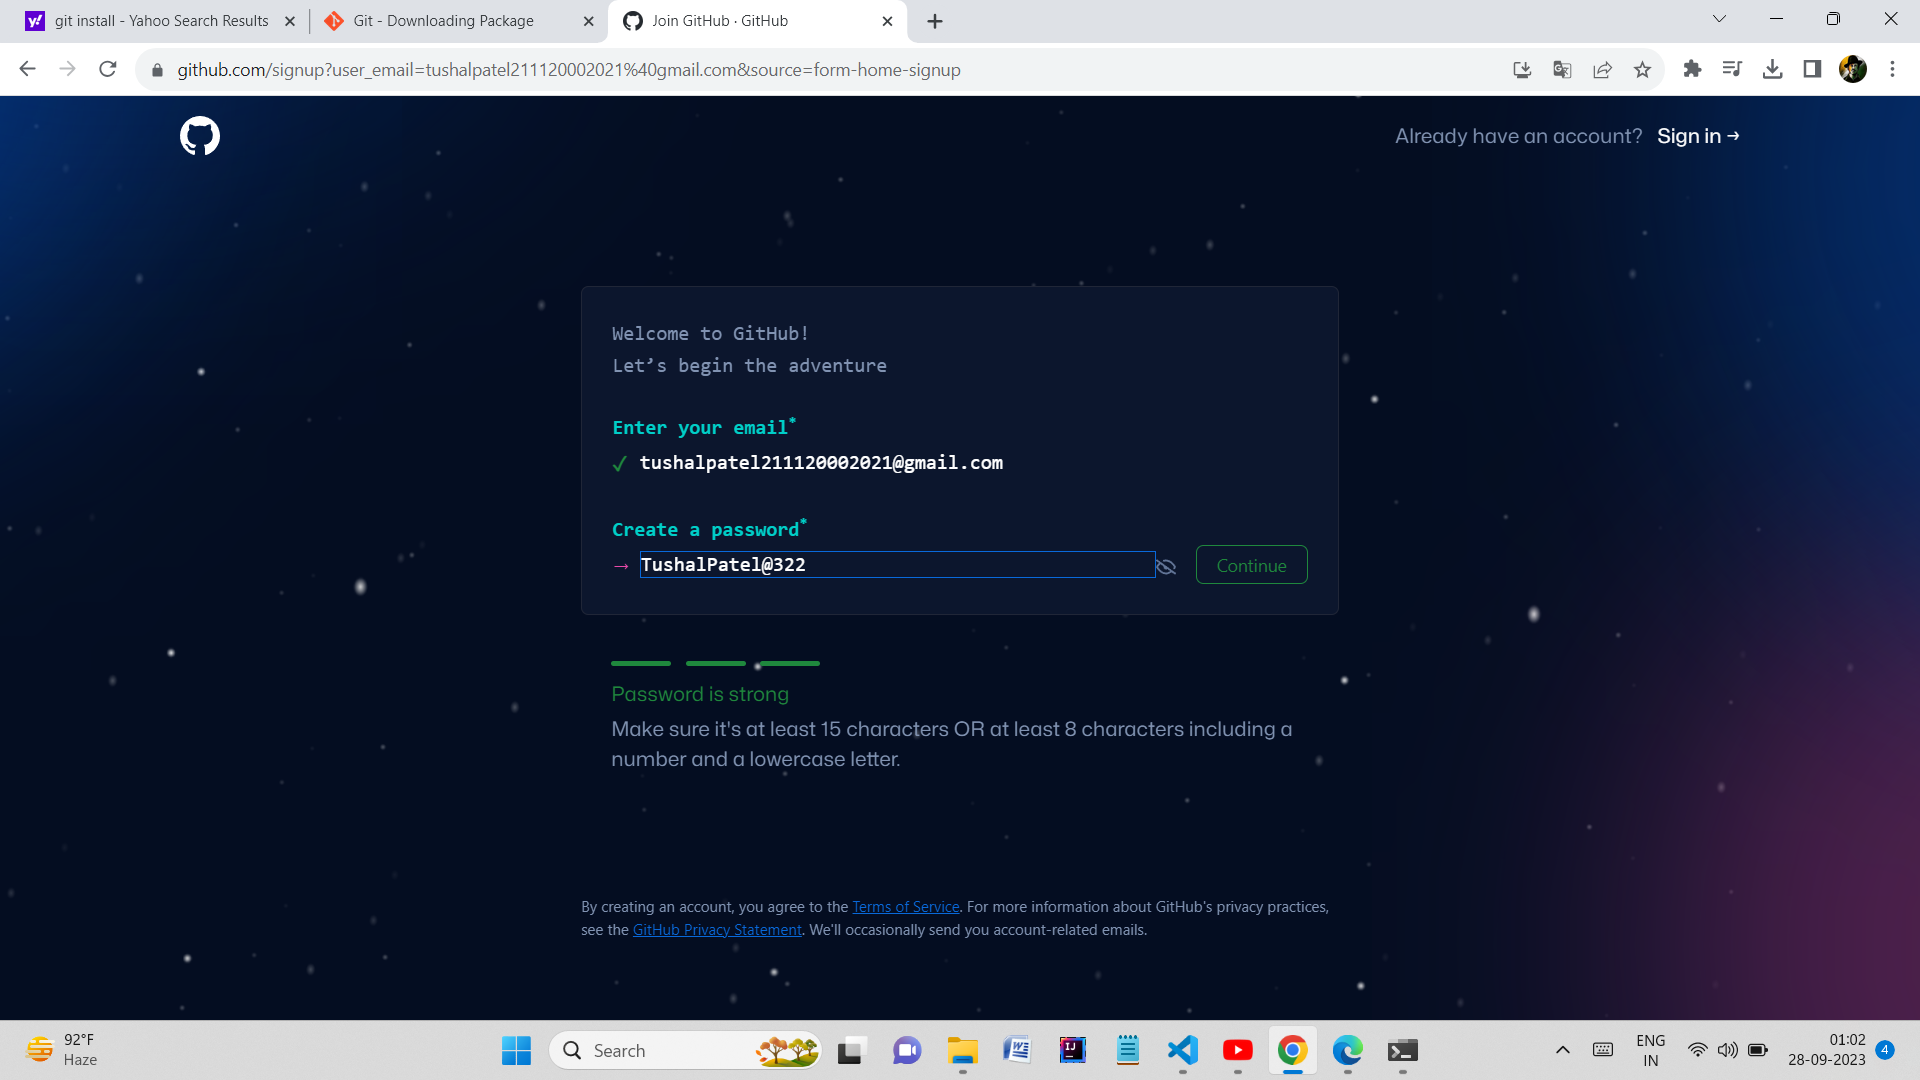 git install - Yahoo Search Results
Git - Downloading Package
Join GitHub · GitHub
github.com/signup?user_email=tushalpatel211120002021%40gmail.com&source=form-home-signup
Already have an account? Sign in →
Welcome to GitHub!
Let’s begin the adventure
Enter your email*
✓ tushalpatel211120002021@gmail.com
Create a password*
→ TushalPatel@322
Continue
Password is strong
Make sure it's at least 15 characters OR at least 8 characters including a
number and a lowercase letter.
By creating an account, you agree to the Terms of Service. For more information about GitHub's privacy practices,
see the GitHub Privacy Statement. We'll occasionally send you account-related emails.
92°F
Haze
Search
ENG
IN
01:02
28-09-2023
4